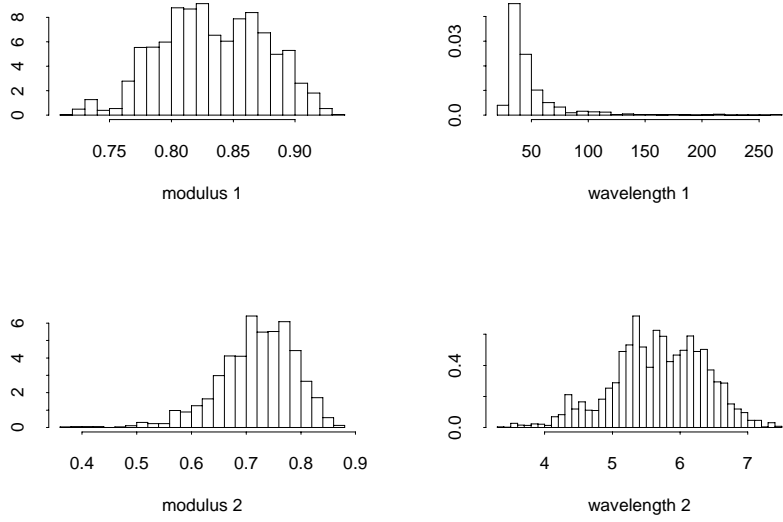 0 2 4 6 8
0.75 0.80 0.85 0.90
modulus 1
0.0 0.03
50 100 150 200 250
wavelength 1
0 2 4 6
0.4 0.5 0.6 0.7 0.8 0.9
modulus 2
0.0 0.4
4 5 6 7
wavelength 2